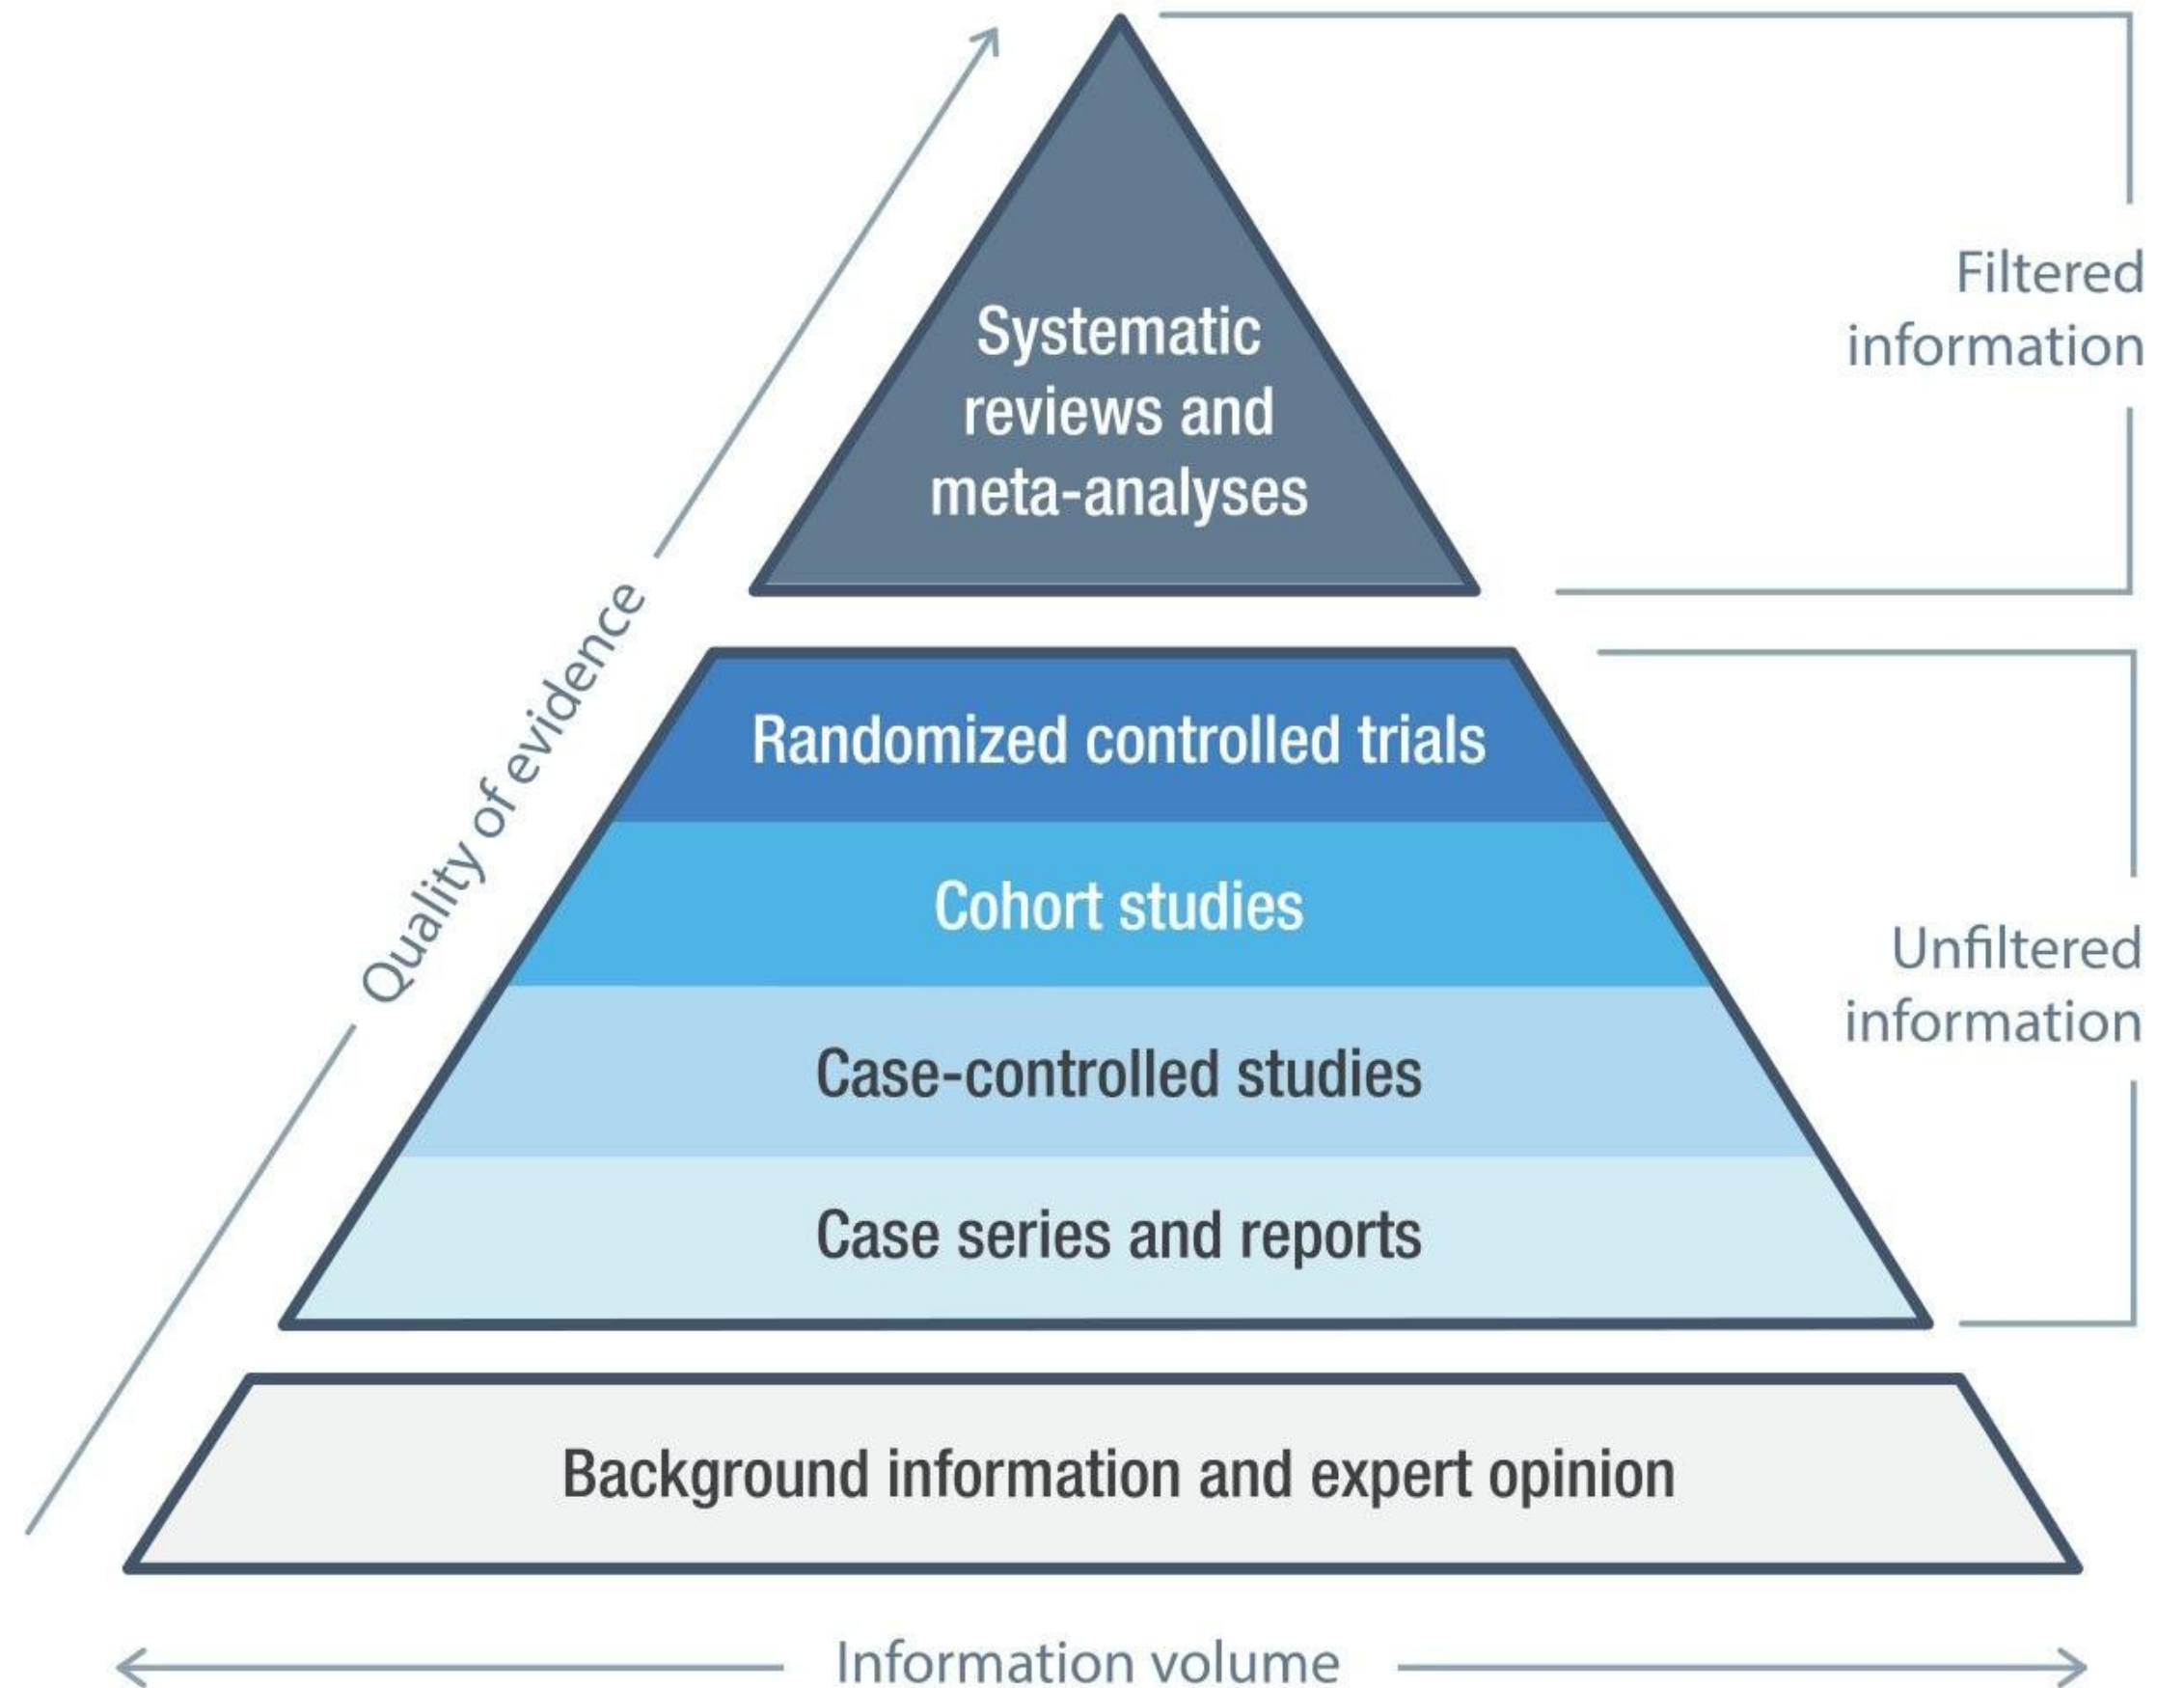 Systematic
reviews and
meta-analyses
Filtered
information
Quality of evidence
Randomized controlled trials
Cohort studies
Case-controlled studies
Case series and reports
Unfiltered
information
Background information and expert opinion
Information volume